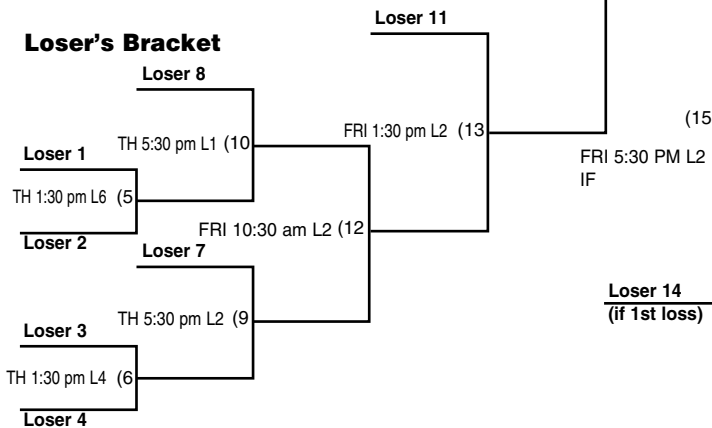 Loser 11
Loser's Bracket
Loser 8
TH 5:30 pm L1 (10
FRI 1:30 pm L2 (13
(15
Loser 1
FRI 5:30 PM L2
IF
TH 1:30 pm L6 (5
Loser 2
FRI 10:30 am L2 (12
Loser 7
Loser 14
(if 1st loss)
TH 5:30 pm L2 (9
Loser 3
TH 1:30 pm L4 (6
Loser 4